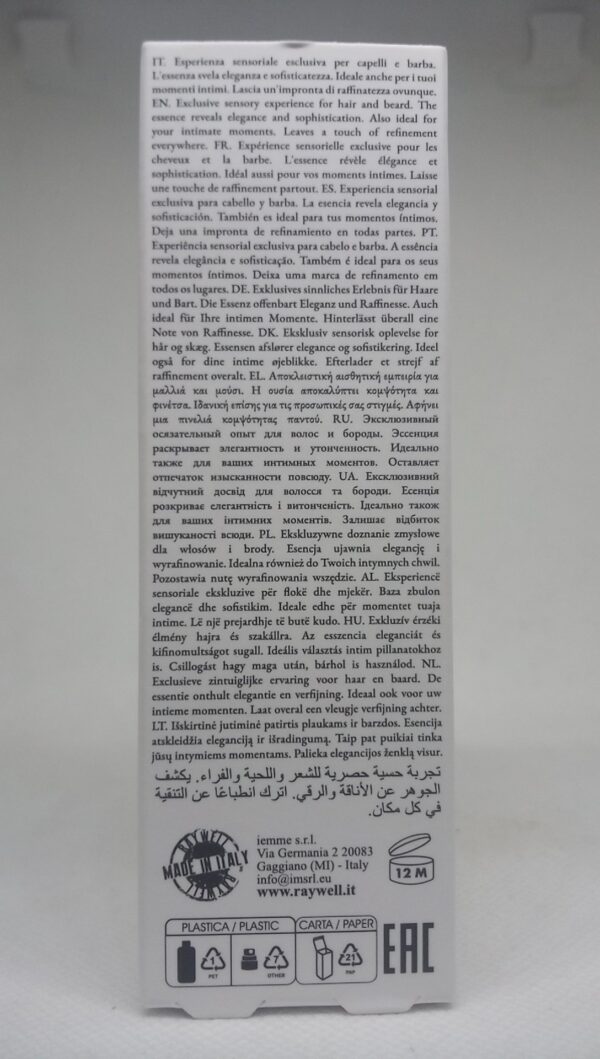 IT. Esperienza sensoriale esclusiva per capelli e barba.
L'essenza svela eleganza e sofisticatezza. Ideale anche per i tuoi
momenti intimi. Lascia un'impronta di raffinatezza ovunque.
EN. Exclusive sensory experience for hair and beard. The
essence reveals elegance and sophistication. Also ideal for
your intimate moments. Leaves a touch of refinement
everywhere. FR. Expérience sensorielle exclusive pour les
cheveux et la barbe. L'essence révèle élégance et
sophistication. Idéal aussi pour vos moments intimes. Laisse
une touche de raffinement partout. ES. Experiencia sensorial
exclusiva para cabello y barba. La esencia revela elegancia y
sofisticación. También es ideal para tus momentos íntimos.
Deja una impronta de refinamiento en todas partes. PT.
Experiência sensorial exclusiva para cabelo e barba. A essência
revela elegância e sofisticação. Também é ideal para os seus
momentos íntimos. Deixa uma marca de refinamento em
todos os lugares. DE. Exklusives sinnliches Erlebnis für Haare
und Bart. Die Essenz offenbart Eleganz und Raffinesse. Auch
ideal für Ihre intimen Momente. Hinterlässt überall eine
Note von Raffinesse. DK. Eksklusiv sensorisk oplevelse for
hår og skæg. Essensen afslører elegance og sofistikering. Ideel
også for dine intime øjeblikke. Efterlader et strejf af
raffinement overalt. EL. Αποκλειστική αισθητική εμπειρία για
μαλλιά και μούσι. Η ουσία αποκαλύπτει κομψότητα και
φινέτσα. Ιδανική επίσης για τις προσωπικές σας στιγμές. Αφήνει
μια πινελιά κομψότητας παντού. RU. Эксклюзивный
осязательный опыт для волос и бороды. Эссенция
раскрывает элегантность и утонченность. Идеально
также для ваших интимных моментов. Оставляет
отпечаток изысканности повсюду. UA. Ексклюзивний
відчутний досвід для волосся та бороди. Есенція
розкриває елегантність і витонченість. Ідеально також
для ваших інтимних моментів. Залишає відбиток
вишуканості всюди. PL. Ekskluzywne doznanie zmysłowe
dla włosów i brody. Esencja ujawnia elegancję i
wyrafinowanie. Idealna również do Twoich intymnych chwil.
Pozostawia nutę wyrafinowania wszędzie. AL. Eksperiencë
sensoriale ekskluzive për flokë dhe mjekër. Baza zbulon
elegancë dhe sofistikim. Ideale edhe për momentet tuaja
intime. Lë një prejardhje të butë kudo. HU. Exkluzív érzéki
élmény hajra és szakállra. Az esszencia eleganciát és
kifinomultságot sugall. Ideális választás intim pillanatokhoz
is. Csillogást hagy maga után, bárhol is használod. NL.
Exclusieve zintuiglijke ervaring voor haar en baard. De
essentie onthult elegantie en verfijning. Ideaal ook voor uw
intieme momenten. Laat overal een vleugje verfijning achter.
LT. Išskirtinė jutiminė patirtis plaukams ir barzdos. Esencija
atskleidžia eleganciją ir išradingumą. Taip pat puikiai tinka
jūsų intymiems momentams. Palieka elegancijos ženklą visur.
تجربة حسية حصرية للشعر واللحية والفراء. يكشف
الجوهر عن الأناقة والرقي. اترك انطباعًا عن التنقية
في كل مكان.
RAYWELL
MADE IN ITALY
RAYWELL
iemme s.r.l.
Via Germania 2 20083
Gaggiano (MI) - Italy
info@imsrl.eu
www.raywell.it
12 M
PLASTICA / PLASTIC
CARTA / PAPER
1
PET
7
OTHER
21
PAP
EAC